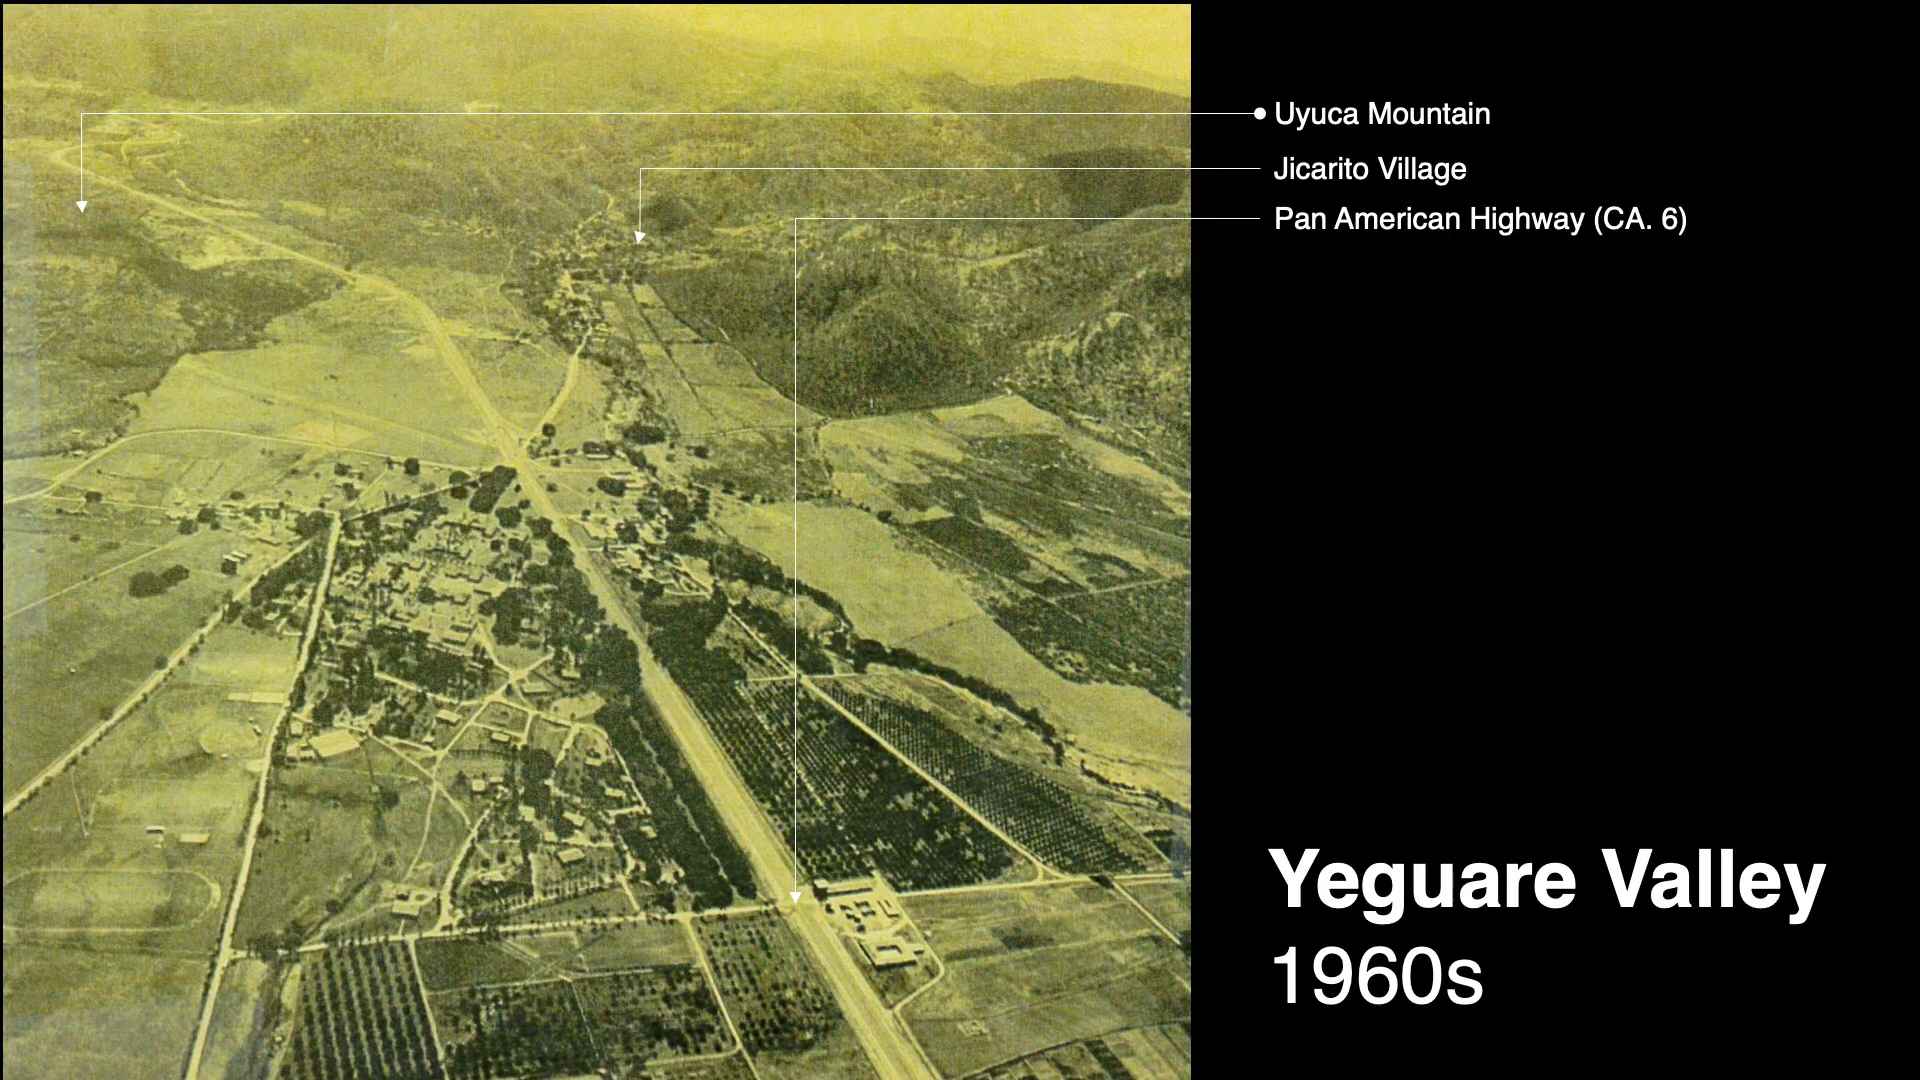 Uyuca Mountain
Jicarito Village
Pan American Highway (CA. 6)
Yeguare Valley
1960s